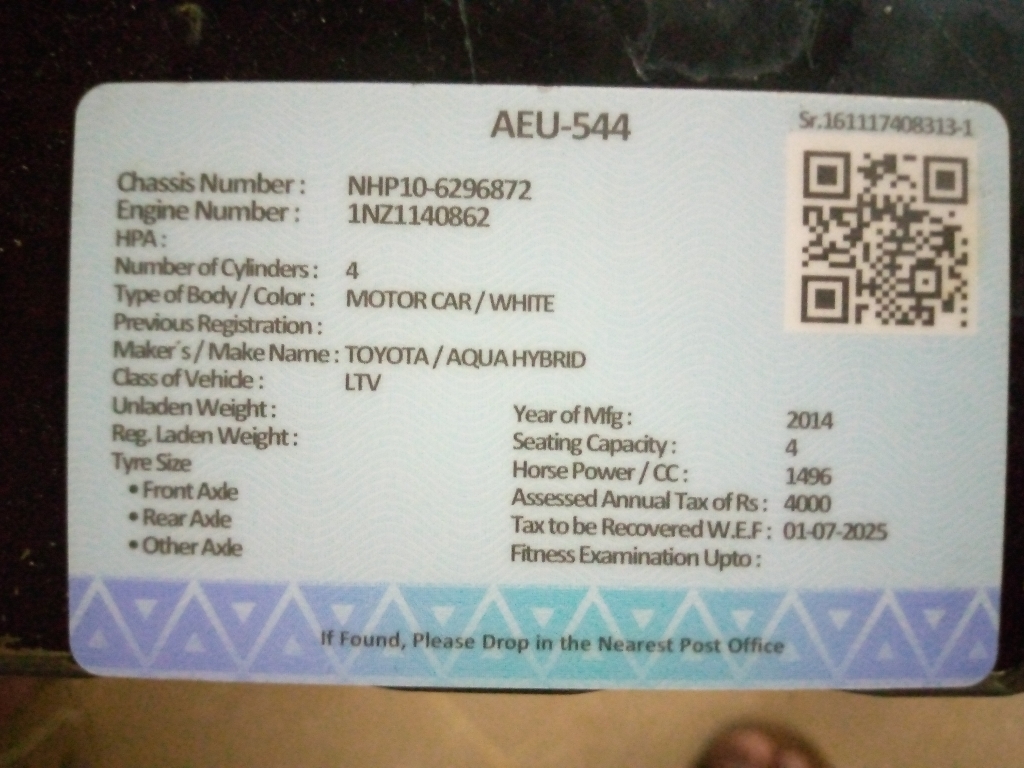 AEU-544
Sr.161117408313-1
Chassis Number : NHP10-6296872
Engine Number : 1NZ1140862
HPA :
Number of Cylinders : 4
Type of Body / Color : MOTOR CAR / WHITE
Previous Registration :
Maker´s / Make Name : TOYOTA / AQUA HYBRID
Class of Vehicle : LTV
Unladen Weight :
Reg. Laden Weight :
Tyre Size
• Front Axle
• Rear Axle
• Other Axle
Year of Mfg : 2014
Seating Capacity : 4
Horse Power / CC : 1496
Assessed Annual Tax of Rs : 4000
Tax to be Recovered W.E.F : 01-07-2025
Fitness Examination Upto :
If Found, Please Drop in the Nearest Post Office